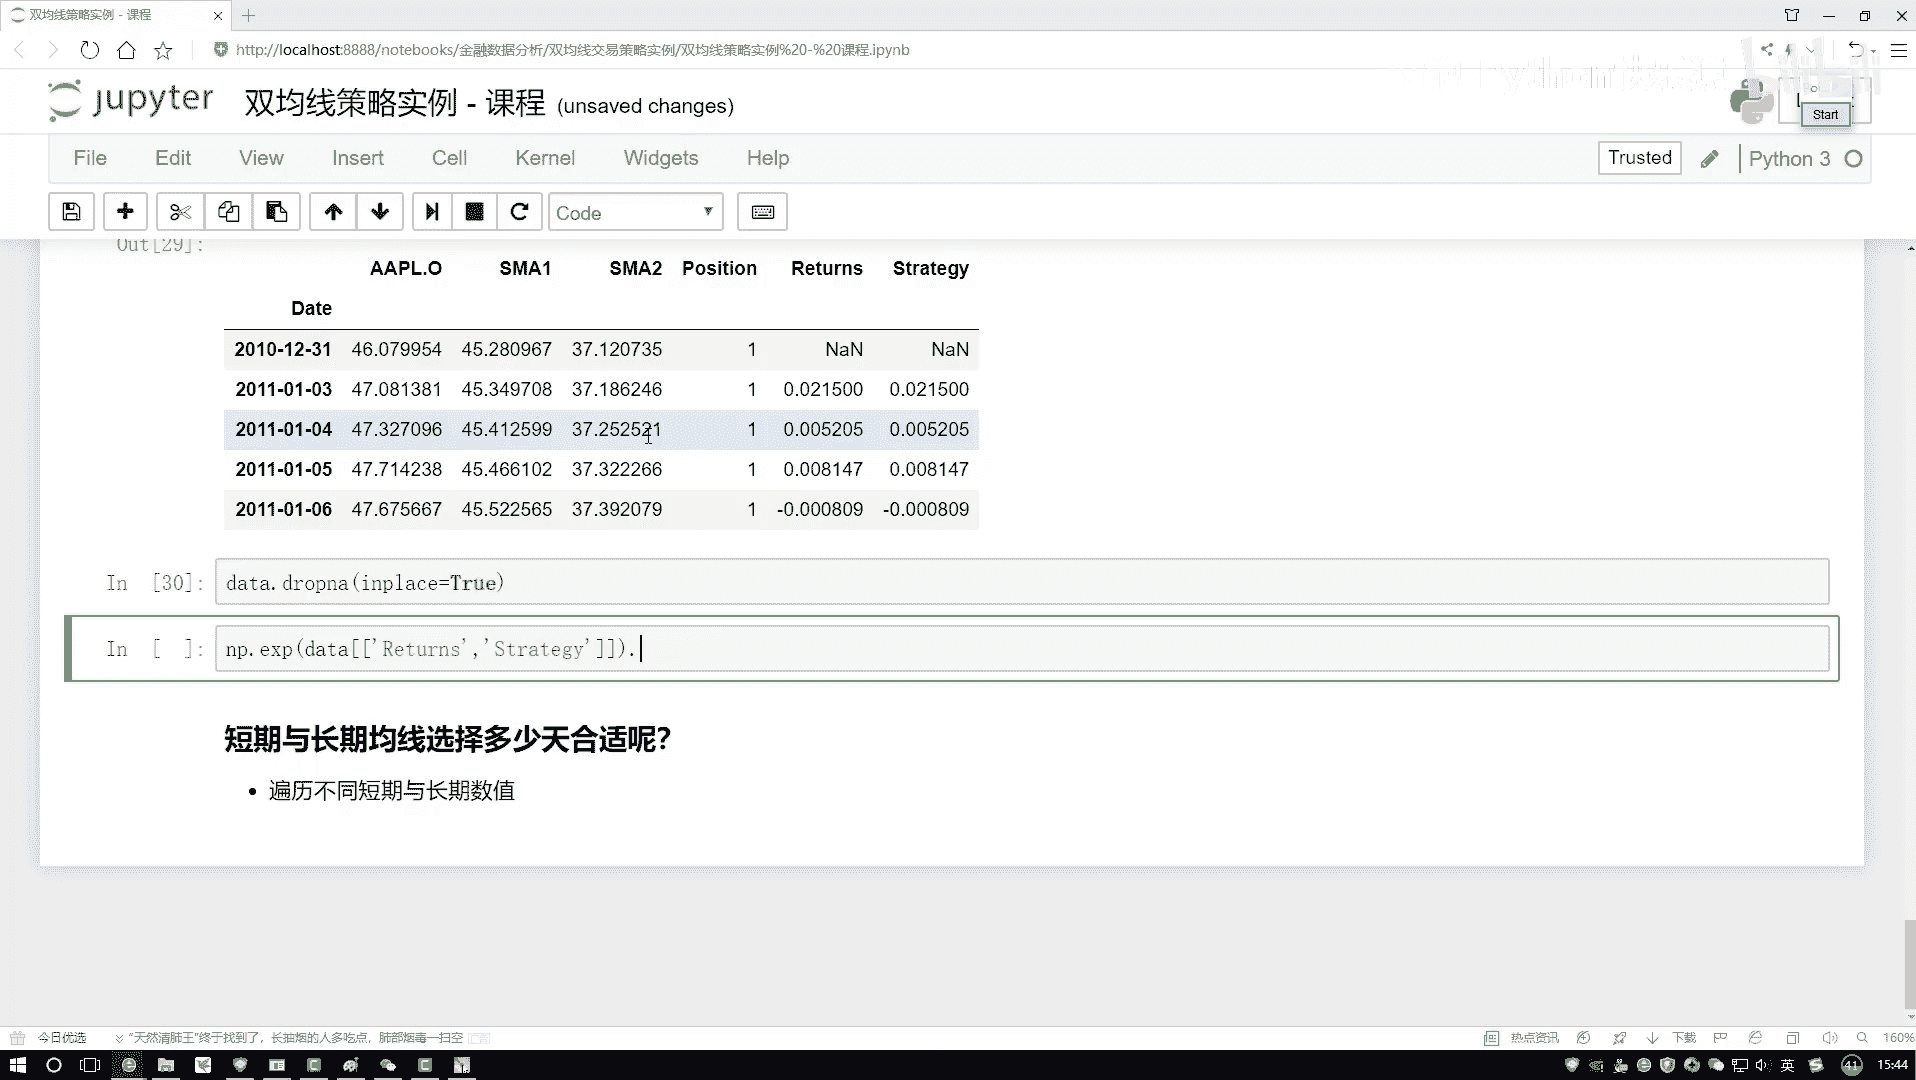 双均线策略实例 - 课程
http://localhost:8888/notebooks/金融数据分析/双均线交易策略实例/双均线策略实例%20-%20课程.ipynb
jupyter 双均线策略实例 - 课程 (unsaved changes)
Start
File Edit View Insert Cell Kernel Widgets Help
Trusted Python 3
Code
Out[29]:
AAPL.O SMA1 SMA2 Position Returns Strategy
Date
2010-12-31 46.079954 45.280967 37.120735 1 NaN NaN
2011-01-03 47.081381 45.349708 37.186246 1 0.021500 0.021500
2011-01-04 47.327096 45.412599 37.252521 1 0.005205 0.005205
2011-01-05 47.714238 45.466102 37.322266 1 0.008147 0.008147
2011-01-06 47.675667 45.522565 37.392079 1 -0.000809 -0.000809
In [30]: data.dropna(inplace=True)
In [ ]: np.exp(data[['Returns','Strategy']]).
短期与长期均线选择多少天合适呢?
遍历不同短期与长期数值
今日优选 “天然清肺王”终于找到了，长抽烟的人多吃点，肺部烟毒一扫空
热点资讯 下载 160%
英 41 15:44